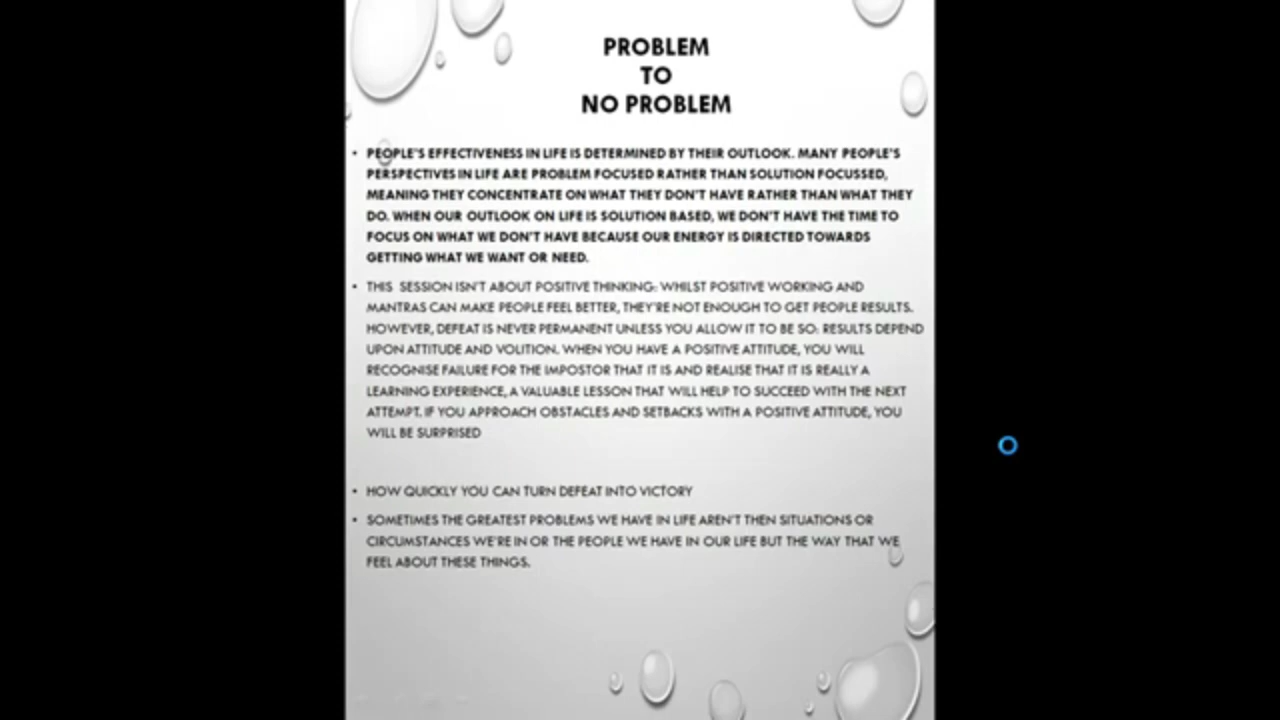 PROBLEM
TO
NO PROBLEM
• PEOPLE'S EFFECTIVENESS IN LIFE IS DETERMINED BY THEIR OUTLOOK. MANY PEOPLE'S
PERSPECTIVES IN LIFE ARE PROBLEM FOCUSED RATHER THAN SOLUTION FOCUSSED,
MEANING THEY CONCENTRATE ON WHAT THEY DON'T HAVE RATHER THAN WHAT THEY
DO. WHEN OUR OUTLOOK ON LIFE IS SOLUTION BASED, WE DON'T HAVE THE TIME TO
FOCUS ON WHAT WE DON'T HAVE BECAUSE OUR ENERGY IS DIRECTED TOWARDS
GETTING WHAT WE WANT OR NEED.
• THIS SESSION ISN'T ABOUT POSITIVE THINKING: WHILST POSITIVE WORKING AND
MANTRAS CAN MAKE PEOPLE FEEL BETTER, THEY'RE NOT ENOUGH TO GET PEOPLE RESULTS.
HOWEVER, DEFEAT IS NEVER PERMANENT UNLESS YOU ALLOW IT TO BE SO: RESULTS DEPEND
UPON ATTITUDE AND VOLITION. WHEN YOU HAVE A POSITIVE ATTITUDE, YOU WILL
RECOGNISE FAILURE FOR THE IMPOSTOR THAT IT IS AND REALISE THAT IT IS REALLY A
LEARNING EXPERIENCE, A VALUABLE LESSON THAT WILL HELP TO SUCCEED WITH THE NEXT
ATTEMPT. IF YOU APPROACH OBSTACLES AND SETBACKS WITH A POSITIVE ATTITUDE, YOU
WILL BE SURPRISED
• HOW QUICKLY YOU CAN TURN DEFEAT INTO VICTORY
• SOMETIMES THE GREATEST PROBLEMS WE HAVE IN LIFE AREN'T THEN SITUATIONS OR
CIRCUMSTANCES WE'RE IN OR THE PEOPLE WE HAVE IN OUR LIFE BUT THE WAY THAT WE
FEEL ABOUT THESE THINGS.